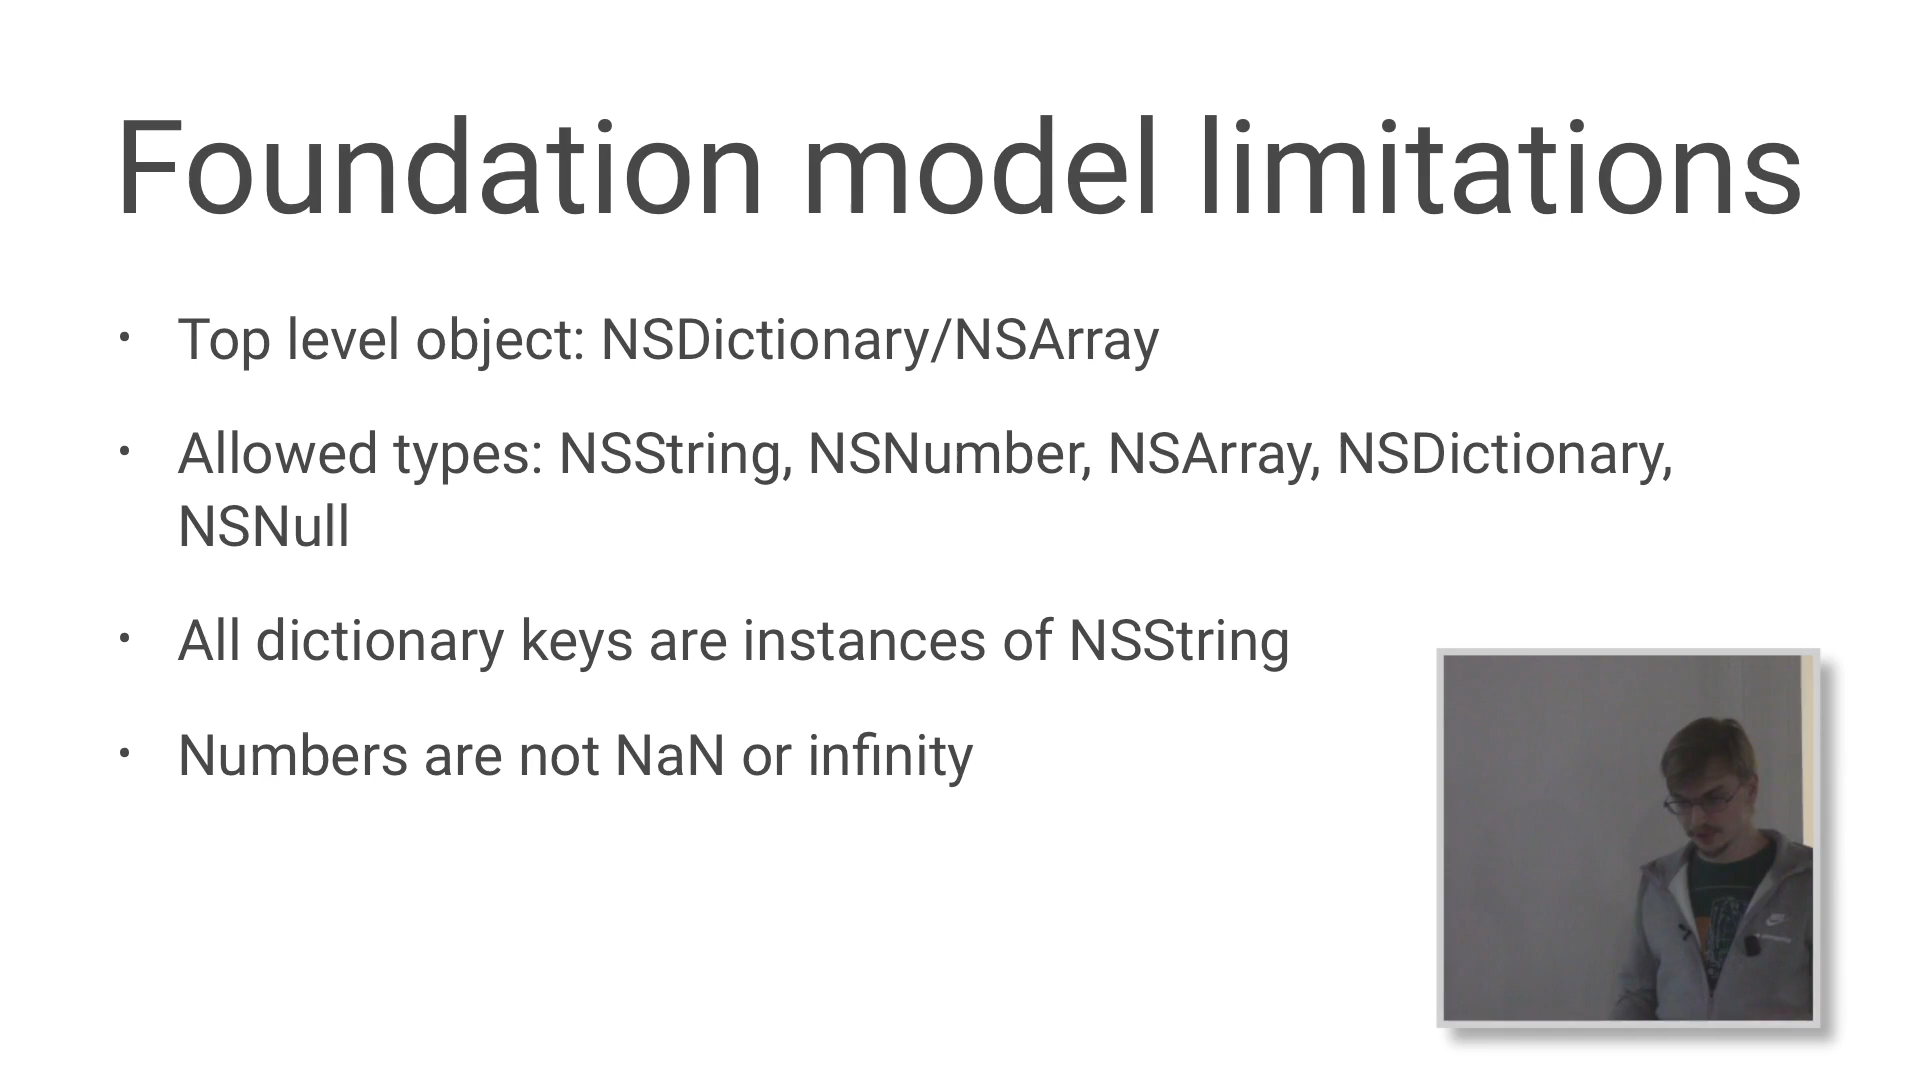 Foundation model limitations
• Top level object: NSDictionary/NSArray
• Allowed types: NSString, NSNumber, NSArray, NSDictionary,
NSNull
• All dictionary keys are instances of NSString
• Numbers are not NaN or infinity